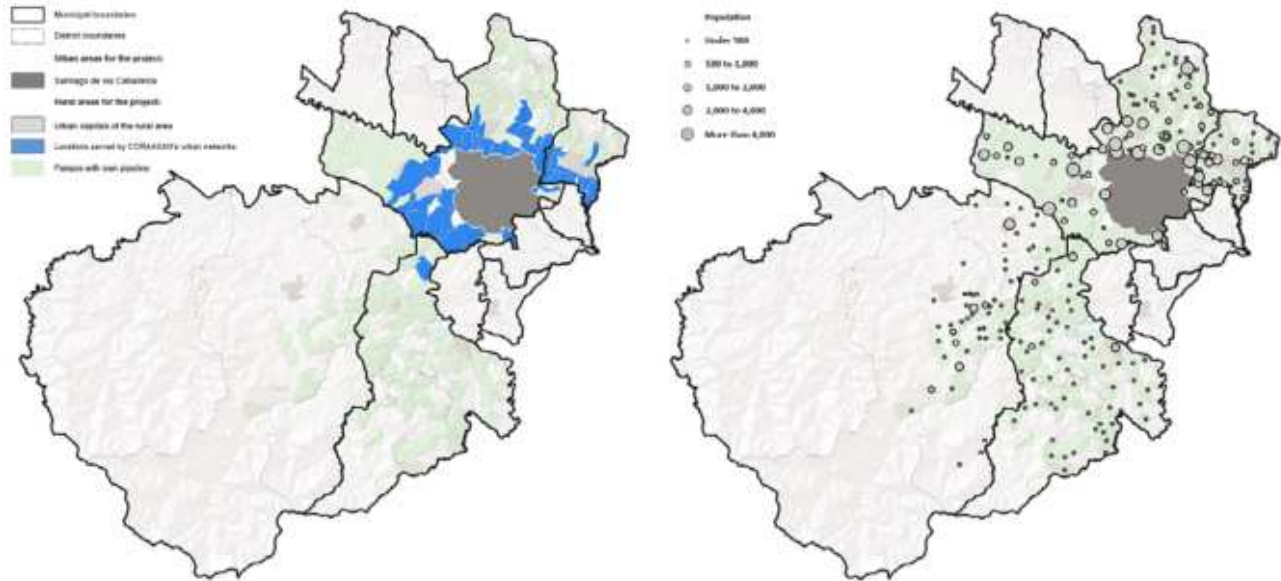 Municipal boundaries
District boundaries
Urban areas for the project:
Santiago de los Caballeros
Rural areas for the project:
Urban capitals of the rural area
Locations served by CORAASAN's urban networks
with own
Population
Under 500
500 to 1,000
1,000 to 2,000
2,000 to 4,000
More than 4,000